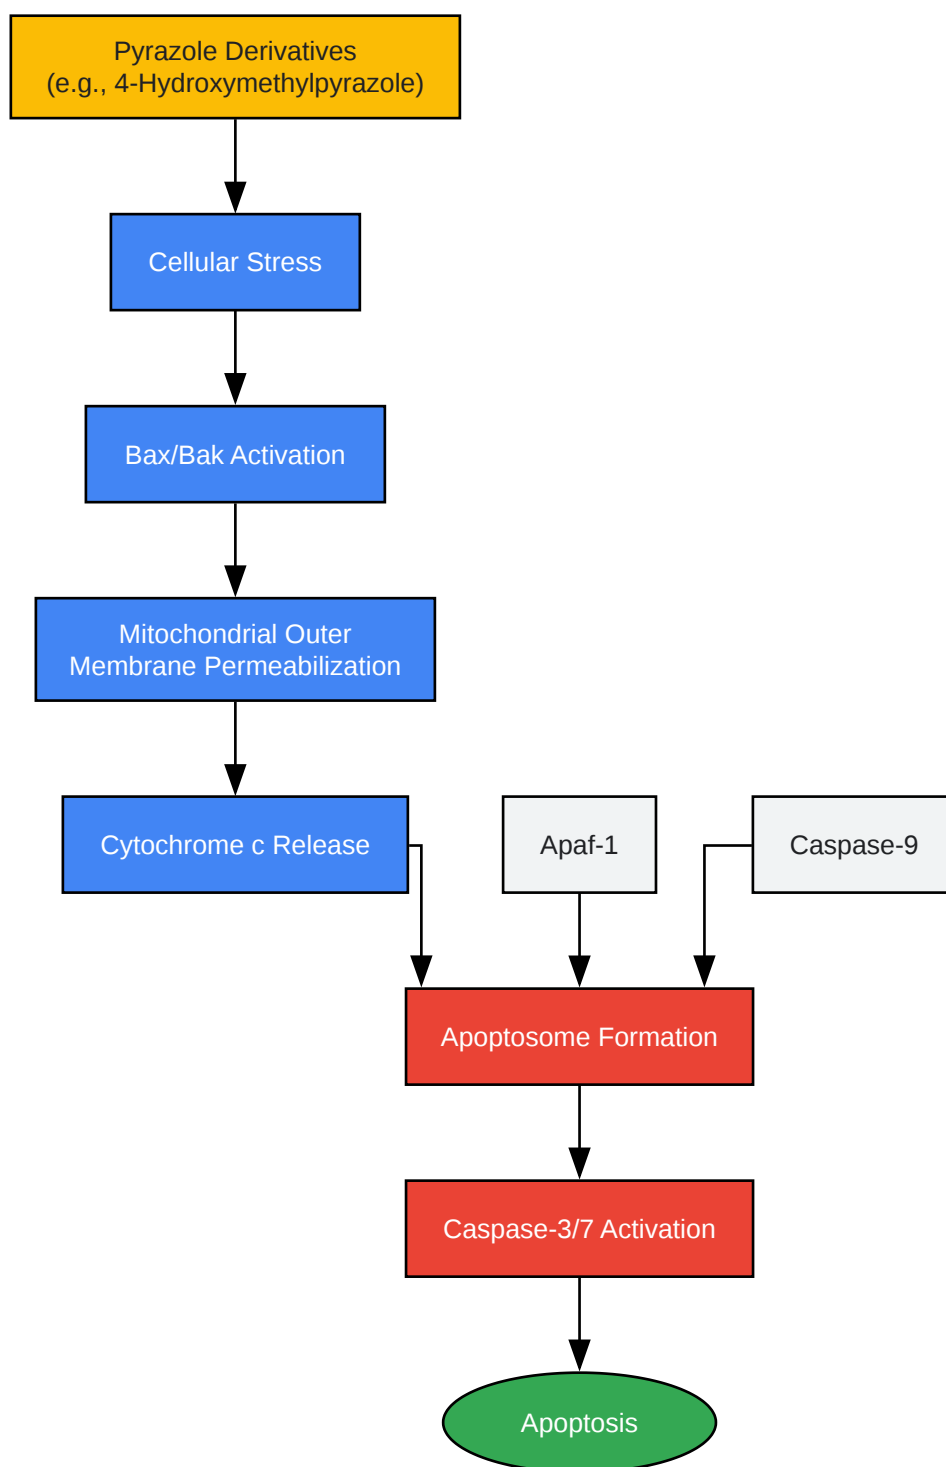 Pyrazole Derivatives
(e.g., 4-Hydroxymethylpyrazole)
Cellular Stress
Bax/Bak Activation
Mitochondrial Outer
Membrane Permeabilization
Cytochrome c Release
Apaf-1
Caspase-9
Apoptosome Formation
Caspase-3/7 Activation
Apoptosis